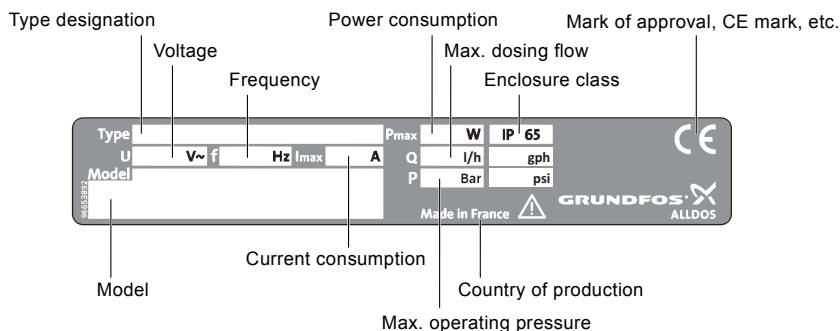 Type designation
Power consumption
Mark of approval, CE mark, etc.
Voltage
Max. dosing flow
Frequency
Enclosure class
Type
Pmax W IP 65
CE
U V~ f Hz Imax A
Q l/h gph
Model
P Bar psi
96653892
GRUNDFOS
Made in France
ALLDOS
Current consumption
Model
Country of production
Max. operating pressure